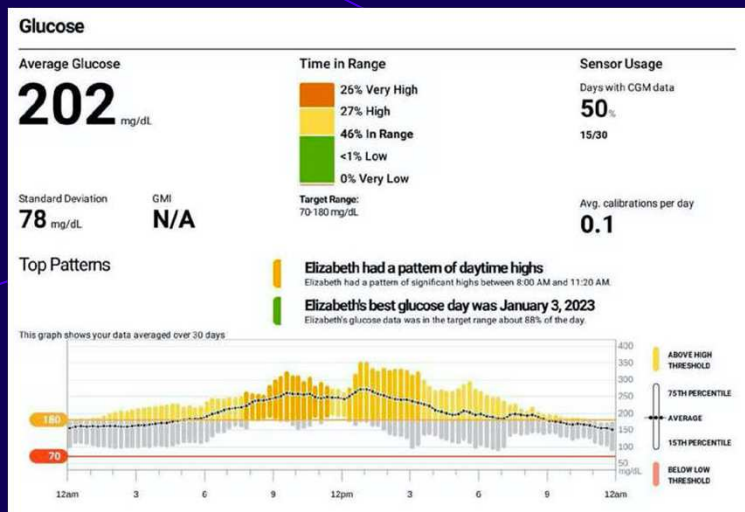 Glucose
Average Glucose
202 mg/dL
Standard Deviation
78 mg/dL
GMI
N/A
Time in Range
26% Very High
27% High
46% In Range
<1% Low
0% Very Low
Target Range:
70-180 mg/dL
Sensor Usage
Days with CGM data
50%
15/30
Avg. calibrations per day
0.1
Top Patterns
Elizabeth had a pattern of daytime highs
Elizabeth had a pattern of significant highs between 8:00 AM and 11:20 AM.
Elizabeth's best glucose day was January 3, 2023
Elizabeth's glucose data was in the target range about 88% of the day.
This graph shows your data averaged over 30 days
180
70
400
350
300
250
200
150
100
50
mg/dL
12am
3
6
9
12pm
3
6
9
12am
ABOVE HIGH
THRESHOLD
75TH PERCENTILE
AVERAGE
15TH PERCENTILE
BELOW LOW
THRESHOLD